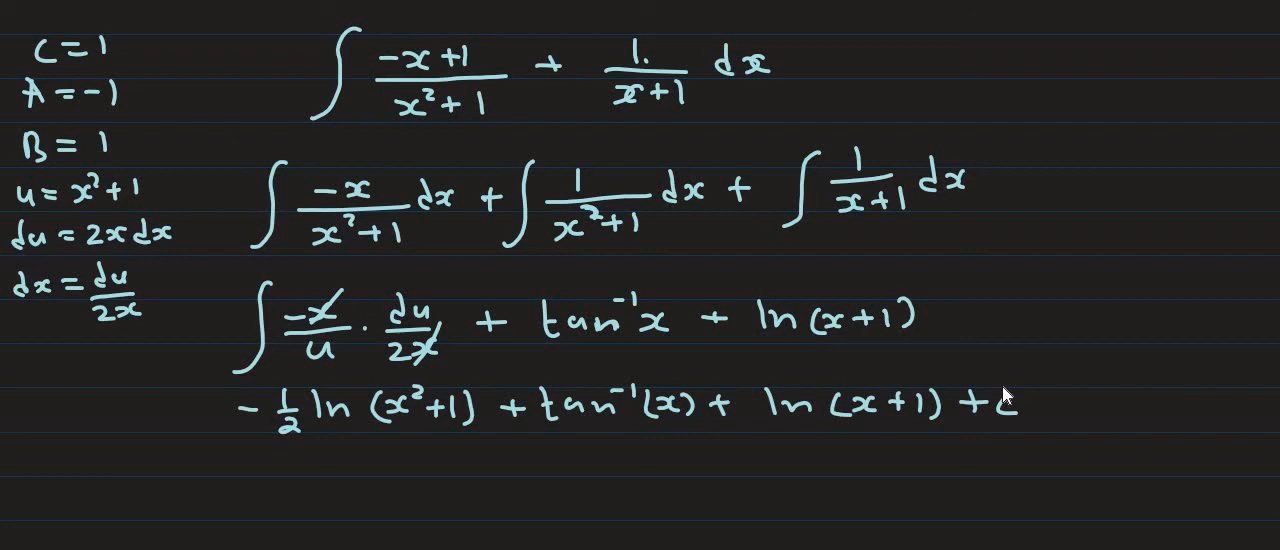 C = 1
A = -1
B = 1
u = x² + 1
du = 2x dx
dx = du/2x
∫ (-x + 1)/(x² + 1) + 1/(x + 1) dx
∫ -x/(x² + 1) dx + ∫ 1/(x² + 1) dx + ∫ 1/(x + 1) dx
∫ -x/u · du/2x + tan⁻¹x + ln(x + 1)
- 1/2 ln (x² + 1) + tan⁻¹(x) + ln (x + 1) + c